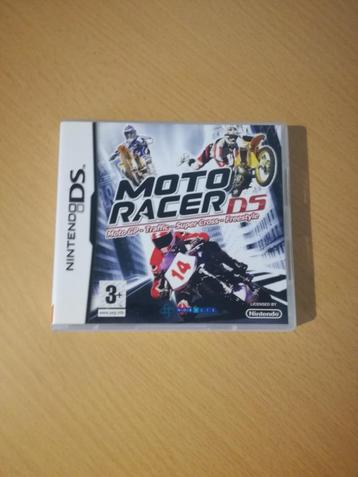 NINTENDO DS
MOTO
RACER DS
Moto GP - Traffic - Super Cross - Freestyle
14
3+
www.pegi.info
LICENSED BY
Nintendo